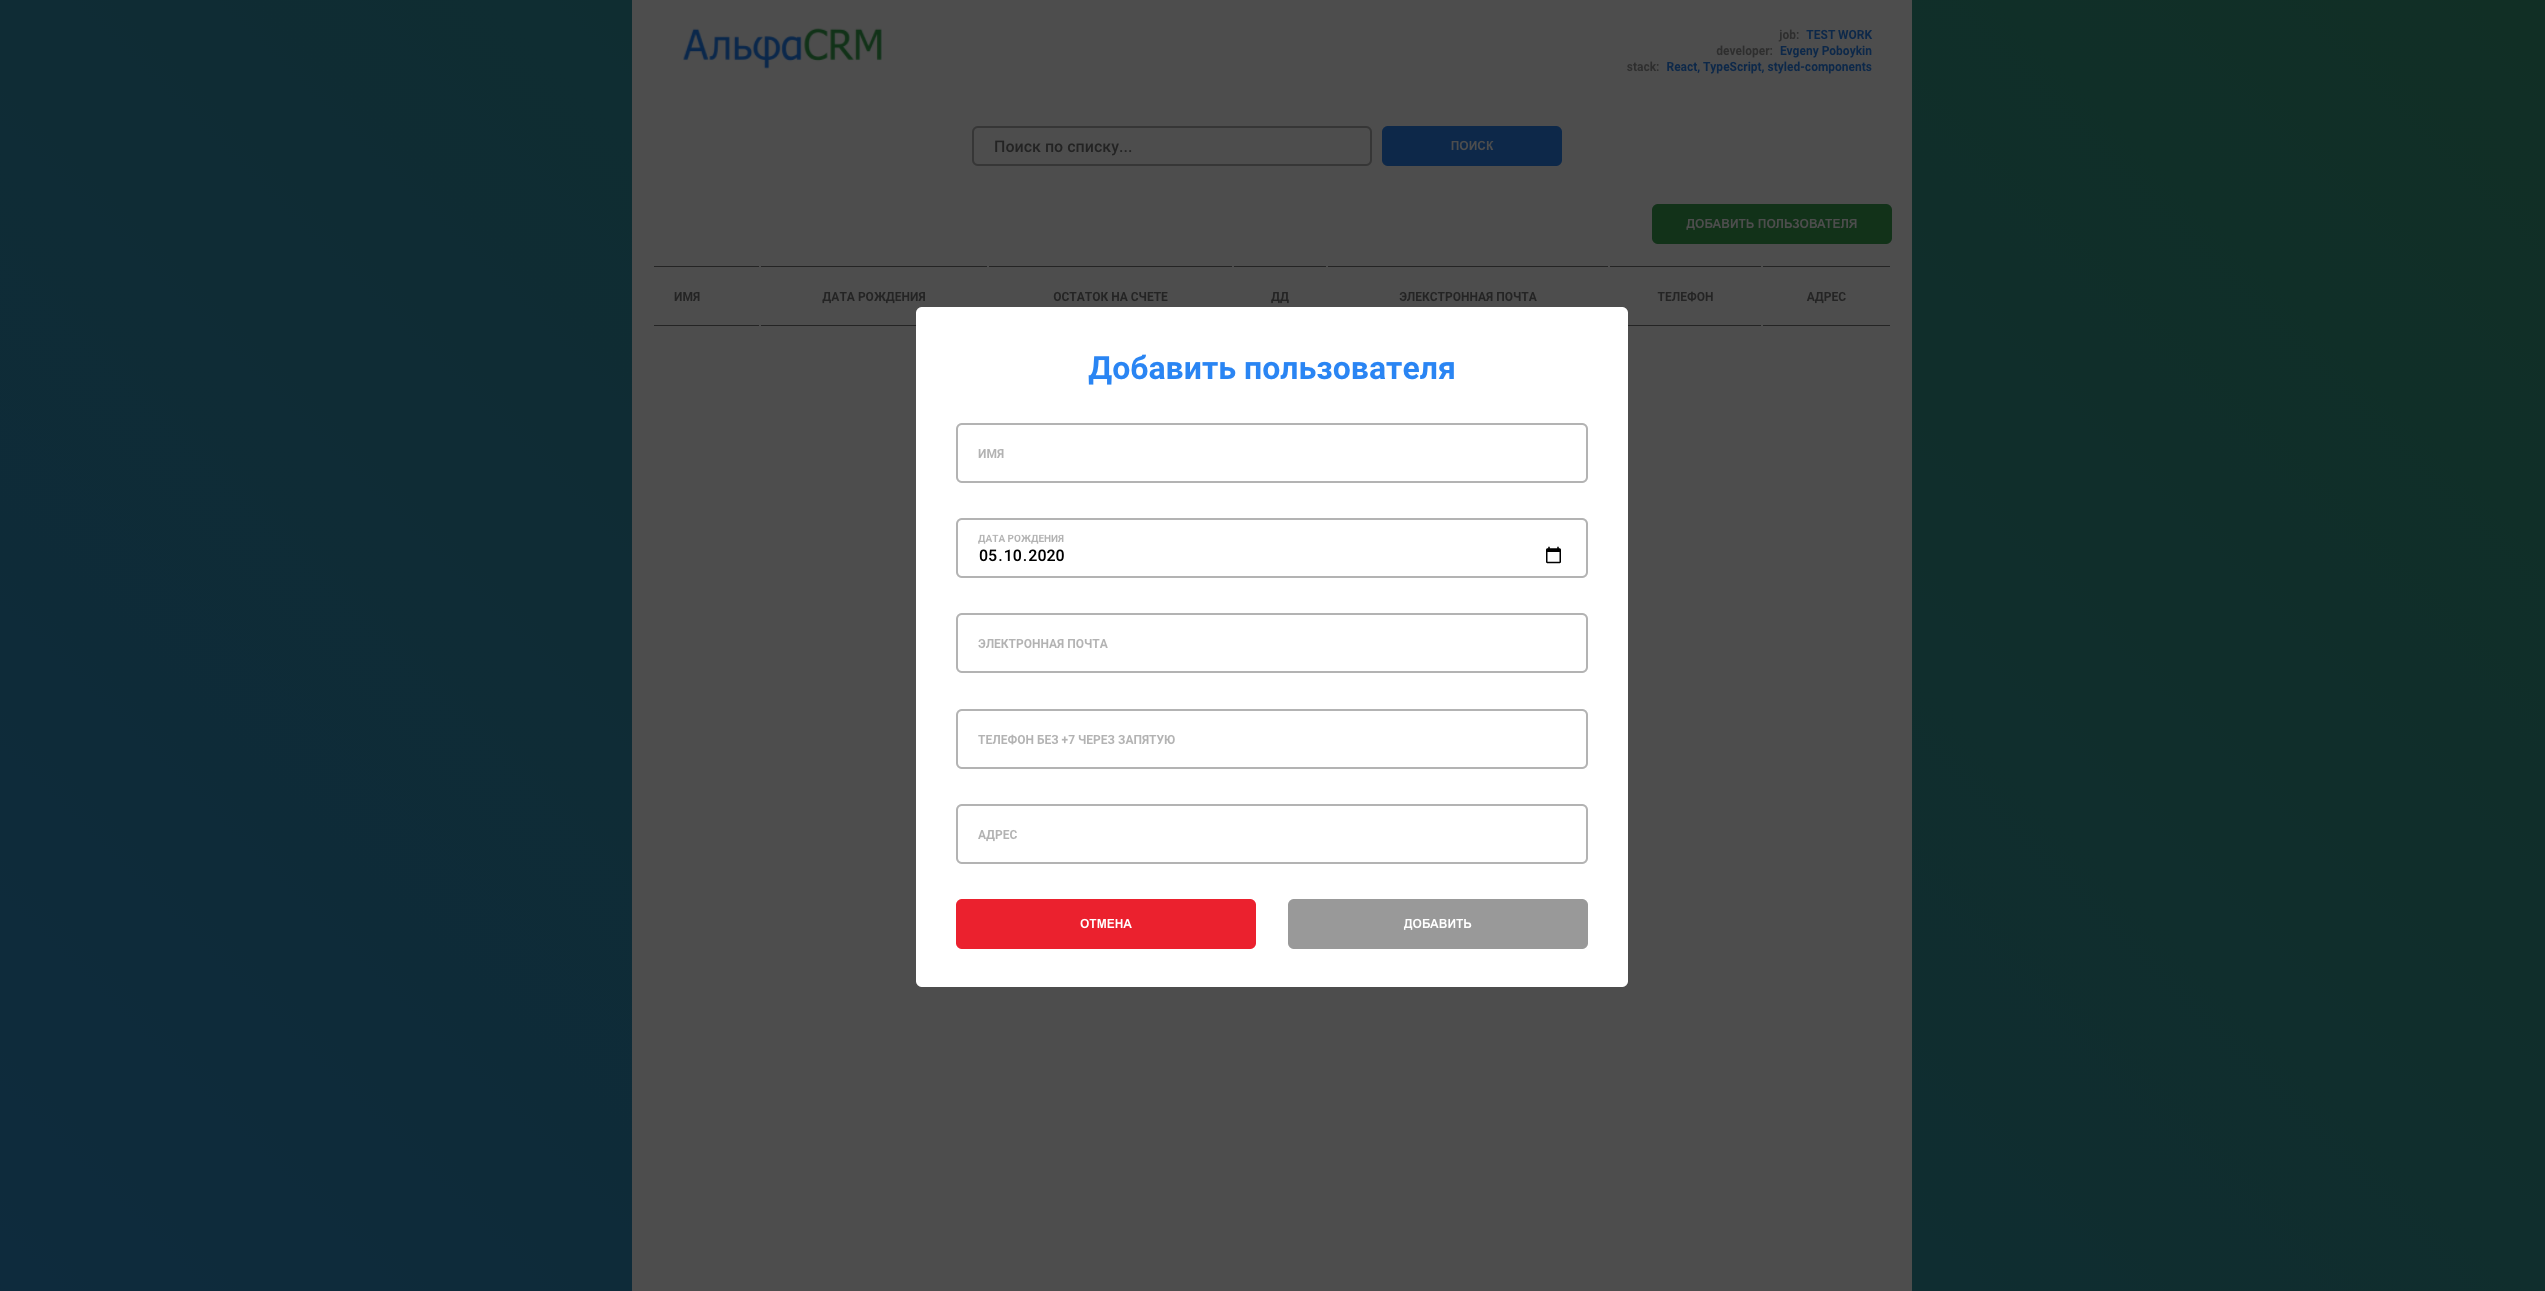 АльфаCRM
job: TEST WORK
developer: Evgeny Poboykin
stack: React, TypeScript, styled-components
Поиск по списку...
ПОИСК
ДОБАВИТЬ ПОЛЬЗОВАТЕЛЯ
ИМЯ ДАТА РОЖДЕНИЯ ОСТАТОК НА СЧЕТЕ ДД ЭЛЕКСТРОННАЯ ПОЧТА ТЕЛЕФОН АДРЕС
Добавить пользователя
ИМЯ
ДАТА РОЖДЕНИЯ
05.10.2020
ЭЛЕКТРОННАЯ ПОЧТА
ТЕЛЕФОН БЕЗ +7 ЧЕРЕЗ ЗАПЯТУЮ
АДРЕС
ОТМЕНА
ДОБАВИТЬ